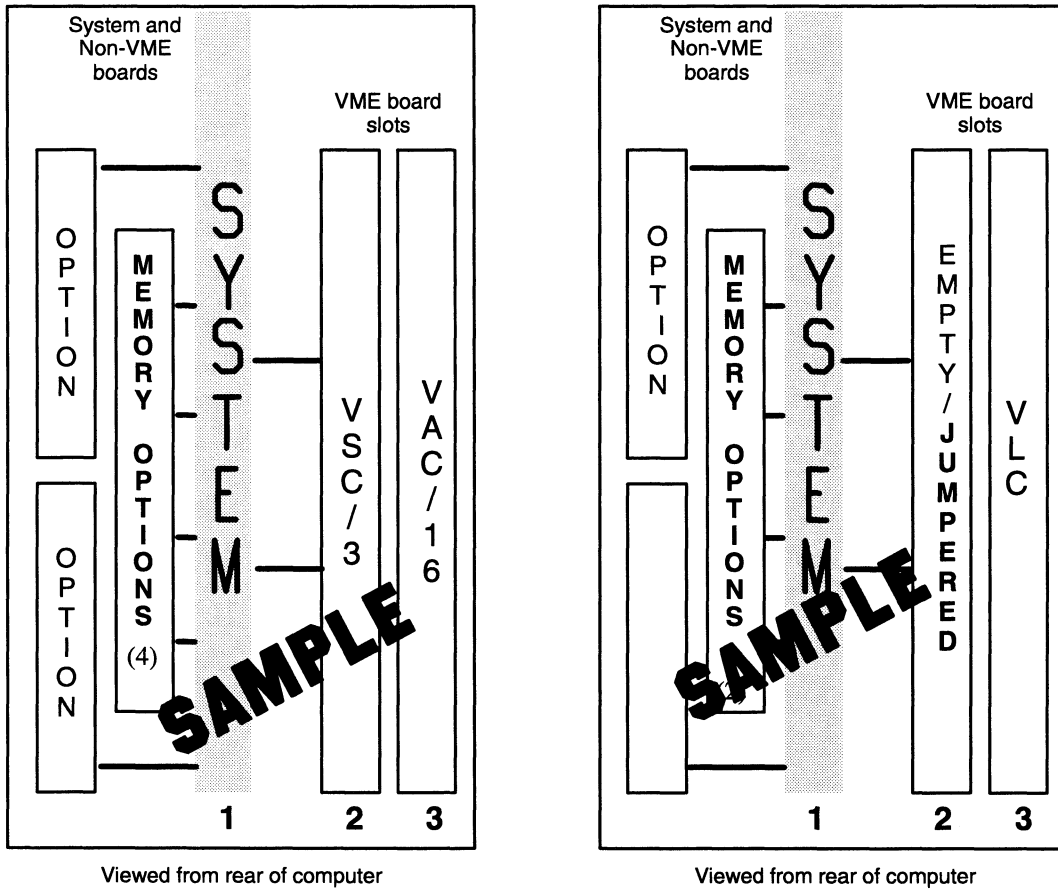 System and
Non-VME
boards
VME board
slots
OPTION
OPTION
MEMORY OPTIONS
(4)
SYSTEM
VSC/3
VAC/16
SAMPLE
1
2
3
Viewed from rear of computer
System and
Non-VME
boards
VME board
slots
OPTION
MEMORY OPTIONS
SYSTEM
EMPTY/JUMPERED
VLC
SAMPLE
1
2
3
Viewed from rear of computer